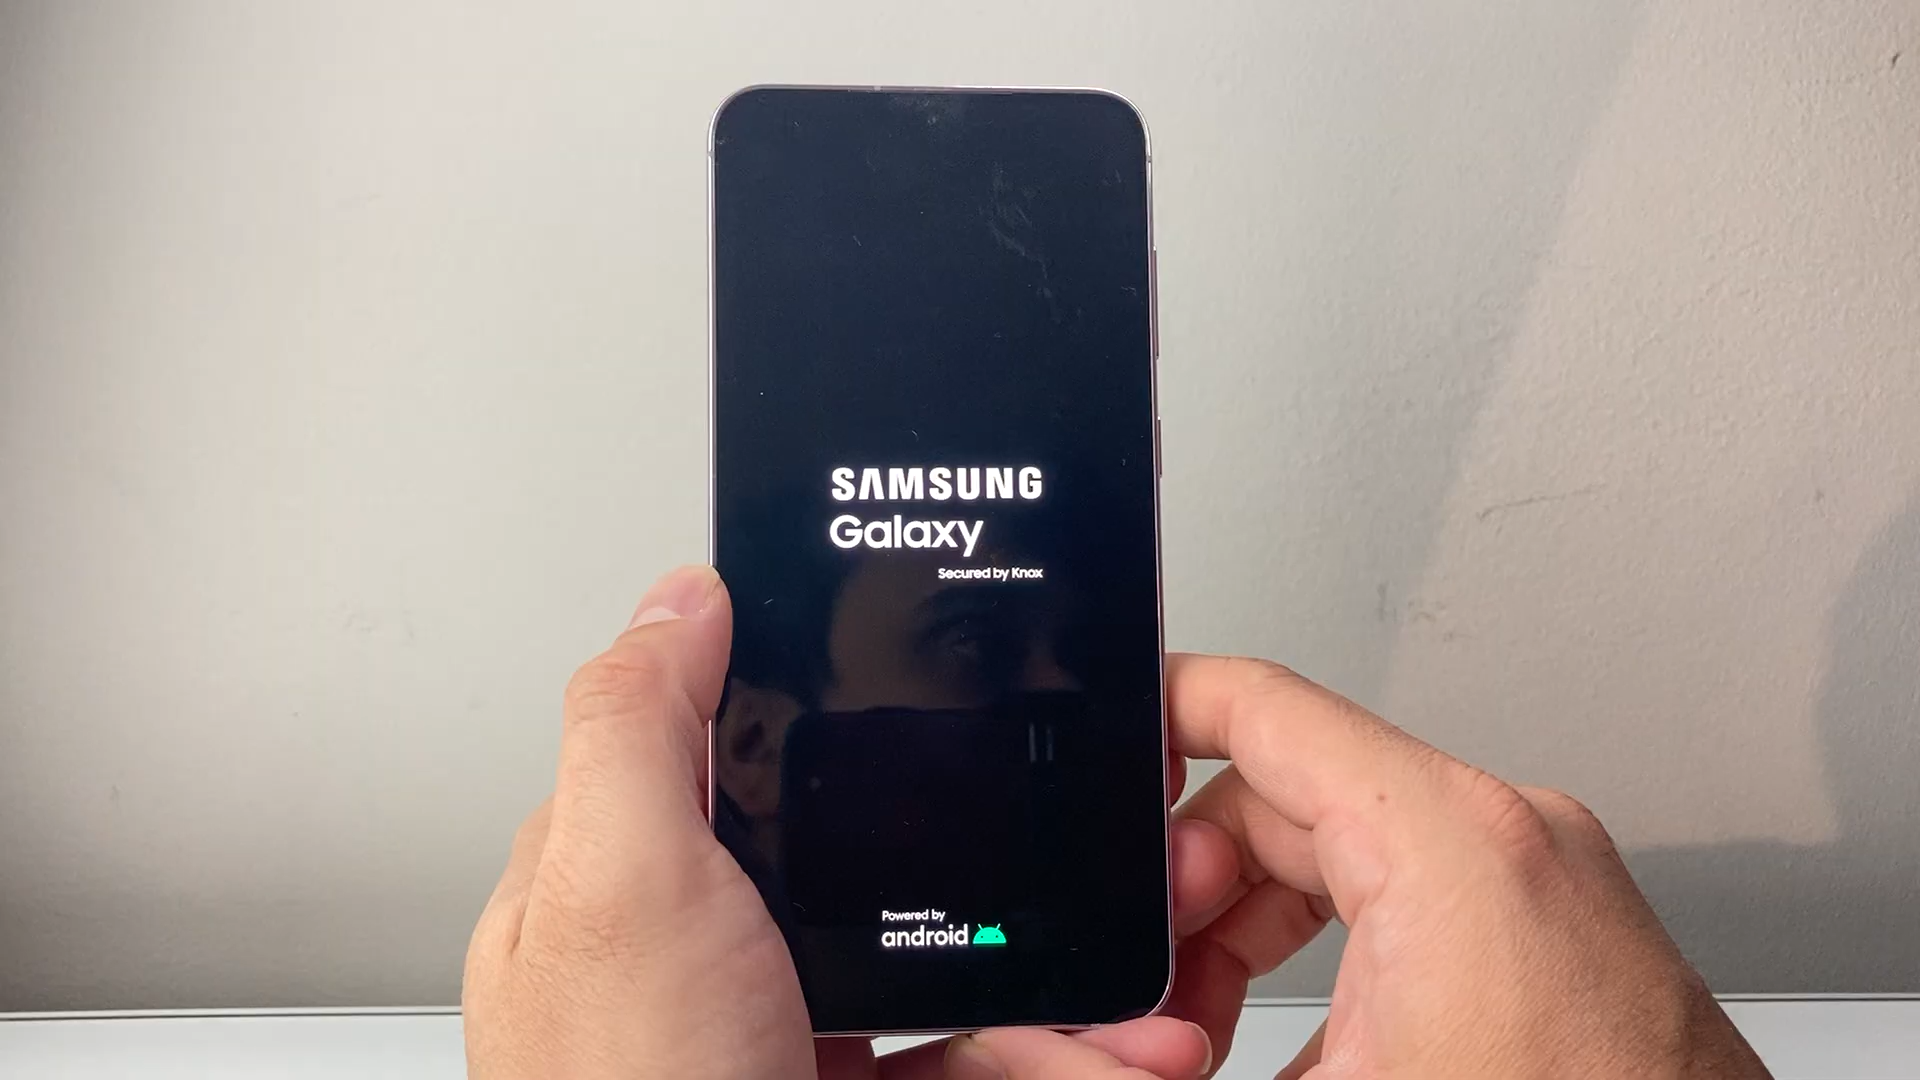 SAMSUNG
Galaxy
Secured by Knox
Powered by
android